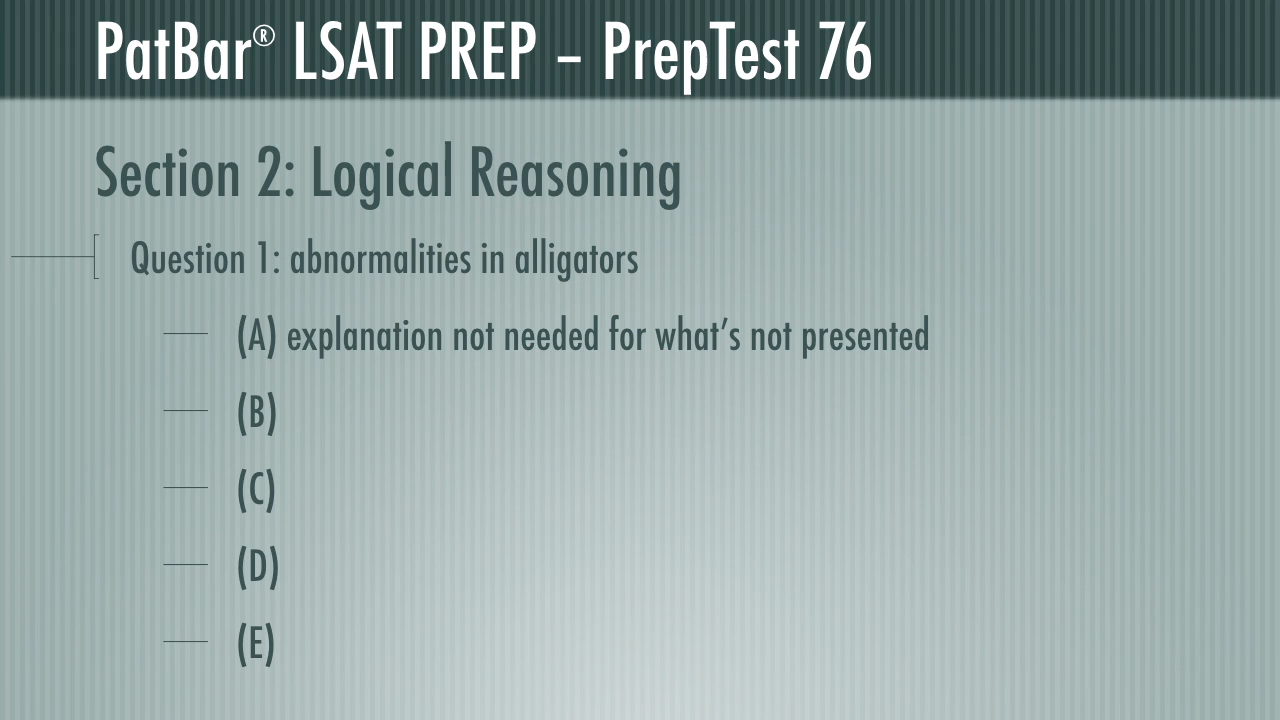 PatBar® LSAT PREP – PrepTest 76
Section 2: Logical Reasoning
Question 1: abnormalities in alligators
(A) explanation not needed for what’s not presented
(B)
(C)
(D)
(E)